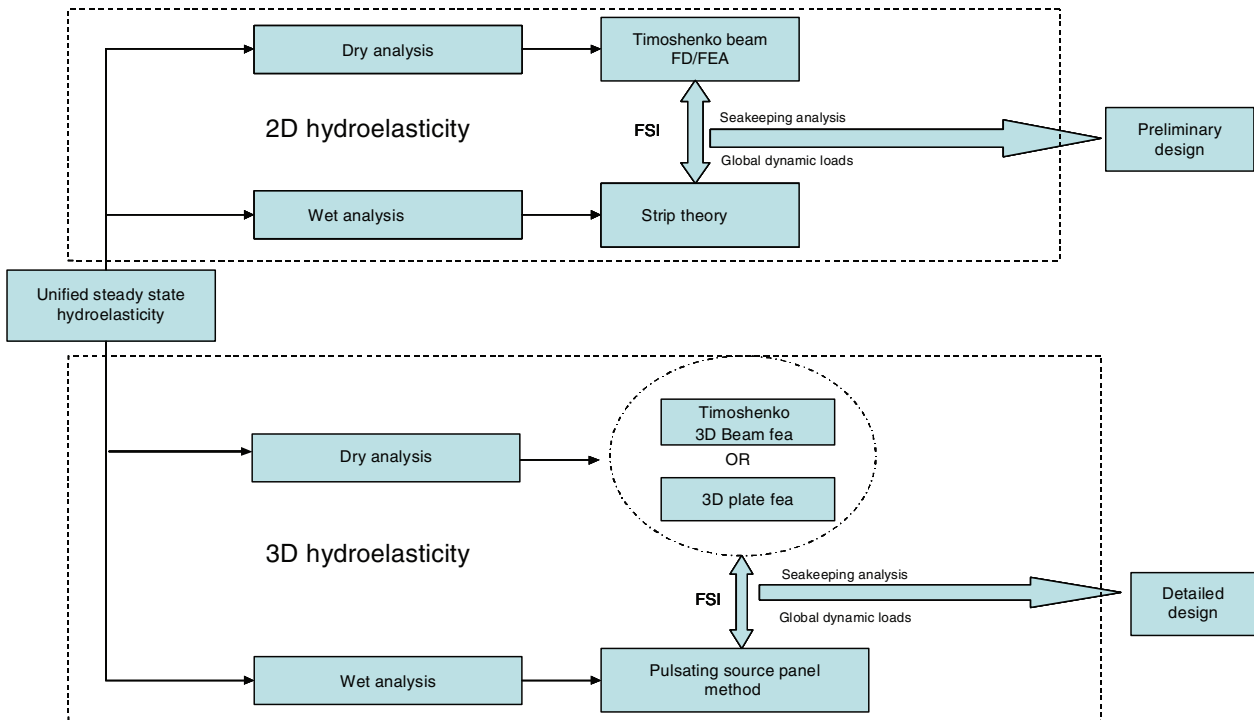 Dry analysis
Timoshenko beam
FD/FEA
2D hydroelasticity
FSI
Seakeeping analysis
Global dynamic loads
Preliminary
design
Wet analysis
Strip theory
Unified steady state
hydroelasticity
Timoshenko
3D Beam fea
OR
3D plate fea
Dry analysis
3D hydroelasticity
FSI
Seakeeping analysis
Global dynamic loads
Detailed
design
Wet analysis
Pulsating source panel
method